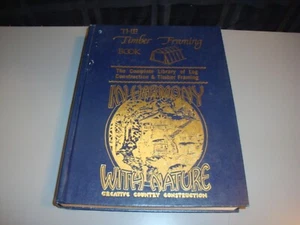 THE
Timber Framing
BOOK
The Complete Library of Log
Construction & Timber Framing
IN HARMONY
WITH NATURE
CREATIVE COUNTRY CONSTRUCTION